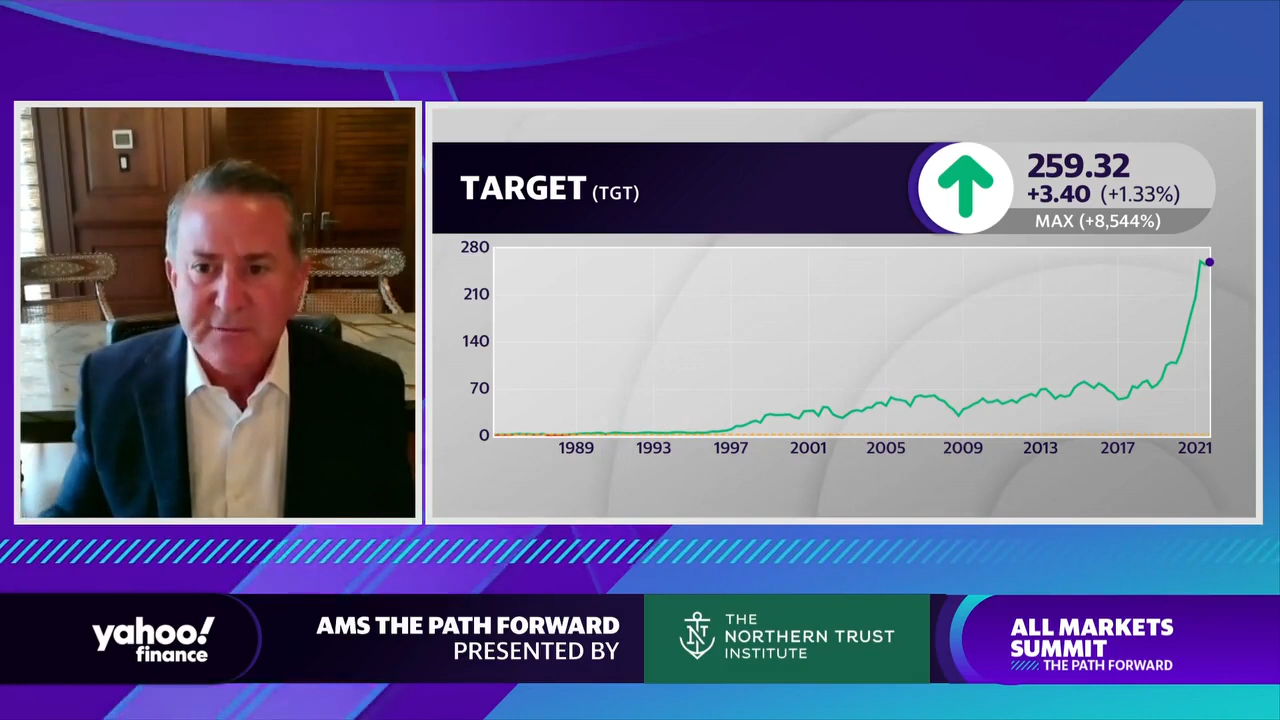 TARGET (TGT)
259.32
+3.40 (+1.33%)
MAX (+8,544%)
280
210
140
70
0
1989 1993 1997 2001 2005 2009 2013 2017 2021
yahoo!
finance
AMS THE PATH FORWARD
PRESENTED BY
N
THE
NORTHERN TRUST
INSTITUTE
ALL MARKETS
SUMMIT
THE PATH FORWARD